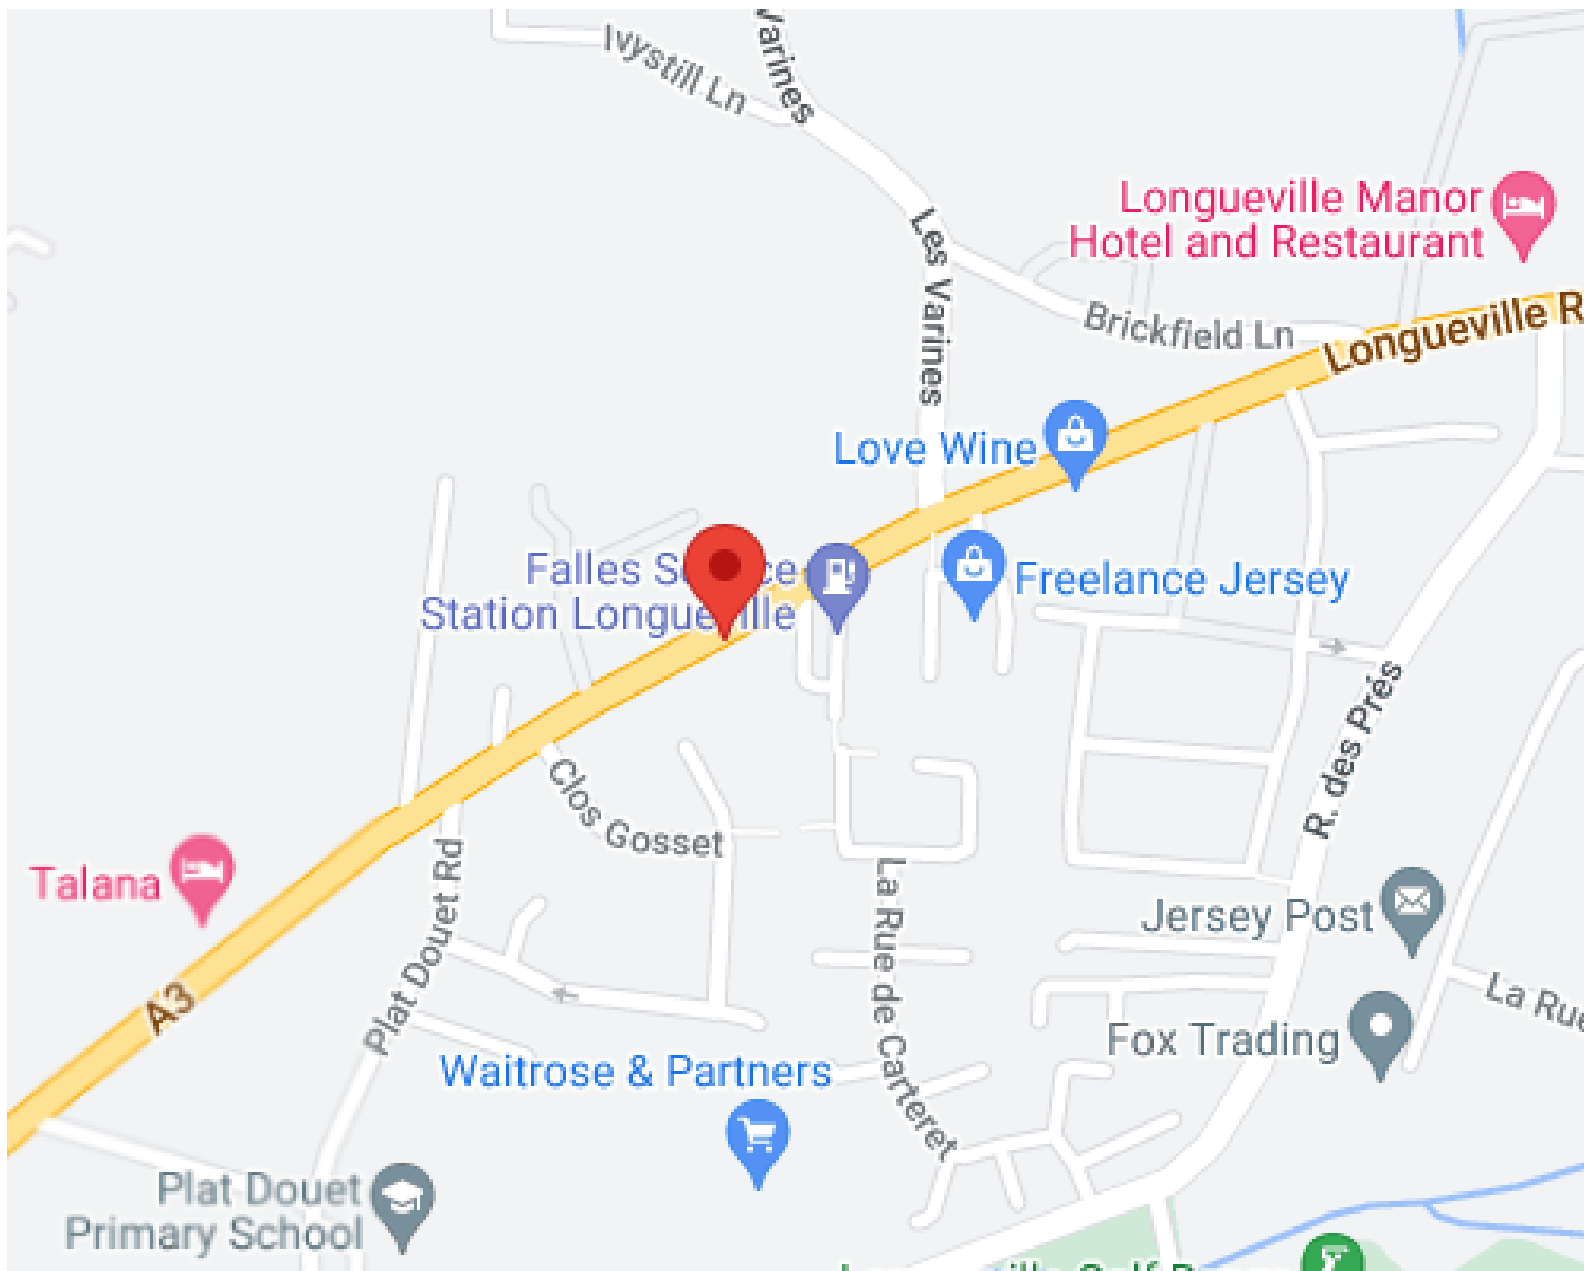 Varines
Ivystill Ln
Longueville Manor
Hotel and Restaurant
Les Varines
Brickfield Ln
Longueville R
Love Wine
Falles S ce
Station Longue ille
Freelance Jersey
R. des Prés
Clos Gosset
Talana
Plat Douet Rd
La Rue de Carteret
Jersey Post
A3
La Rue
Fox Trading
Waitrose & Partners
Plat Douet
Primary School